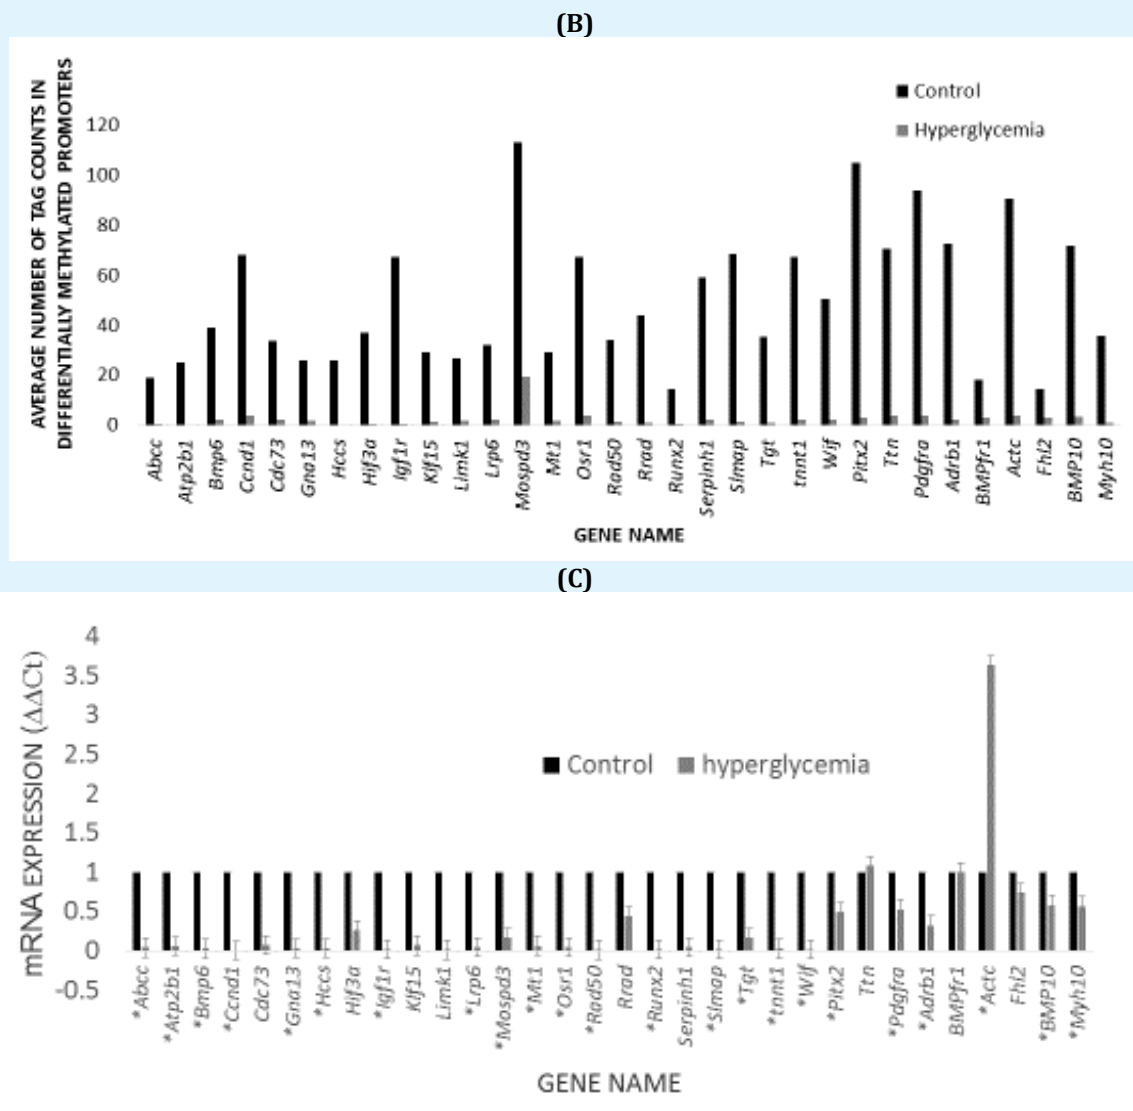 (B)
AVERAGE NUMBER OF TAG COUNTS IN
DIFFERENTIALLY METHYLATED PROMOTERS
Control
Hyperglycemia
120
100
80
60
40
20
0
Abcc
Atp2b1
Bmp6
Ccnd1
Cdc73
Gna13
Hccs
Hif3a
Igf1r
Klf15
Limk1
Lrp6
Mospd3
Mt1
Osr1
Rad50
Rrad
Runx2
Serpinh1
Slmap
Tgt
tnnt1
Wif
Pitx2
Ttn
Pdgfra
Adrb1
BMPfr1
Actc
Fhl2
BMP10
Myh10
GENE NAME
(C)
mRNA EXPRESSION (ΔΔCt)
4
3.5
3
2.5
2
1.5
1
0.5
0
-0.5
Control
hyperglycemia
*Abcc
*Atp2b1
*Bmp6
*Ccnd1
Cdc73
*Gna13
*Hccs
Hif3a
*Igf1r
Klf15
Limk1
*Lrp6
*Mospd3
*Mt1
*Osr1
*Rad50
Rrad
*Runx2
Serpinh1
*Slmap
*Tgt
*tnnt1
*Wif
*Pitx2
Ttn
*Pdgfra
*Adrb1
BMPfr1
*Actc
Fhl2
*BMP10
*Myh10
GENE NAME